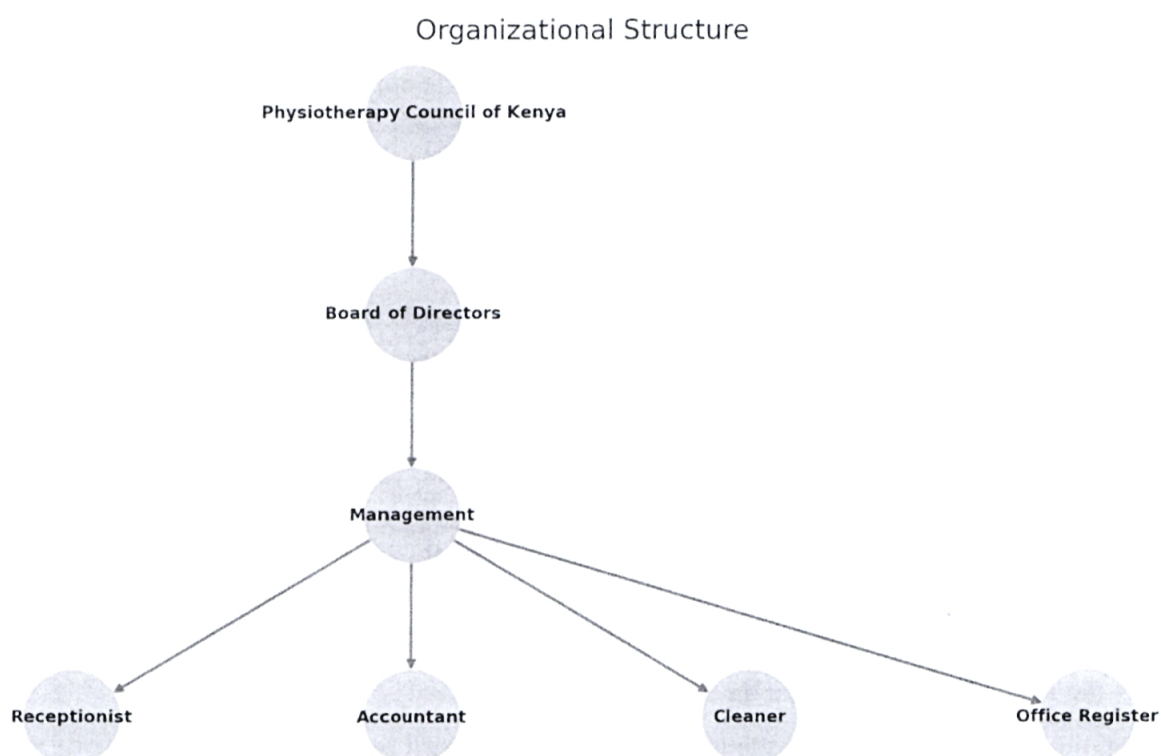 Organizational Structure
Physiotherapy Council of Kenya
Board of Directors
Management
Receptionist
Accountant
Cleaner
Office Register